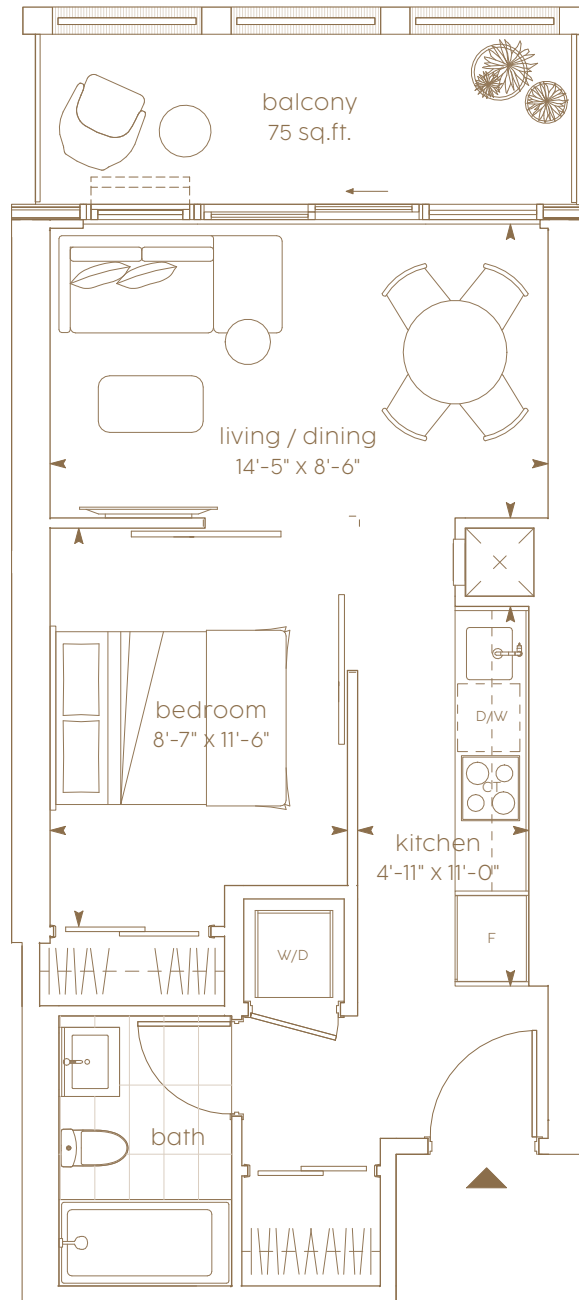 balcony
75 sq.ft.
living / dining
14'-5" x 8'-6"
bedroom
8'-7" x 11'-6"
D/W
CT
kitchen
4'-11" x 11'-0"
F
W/D
bath